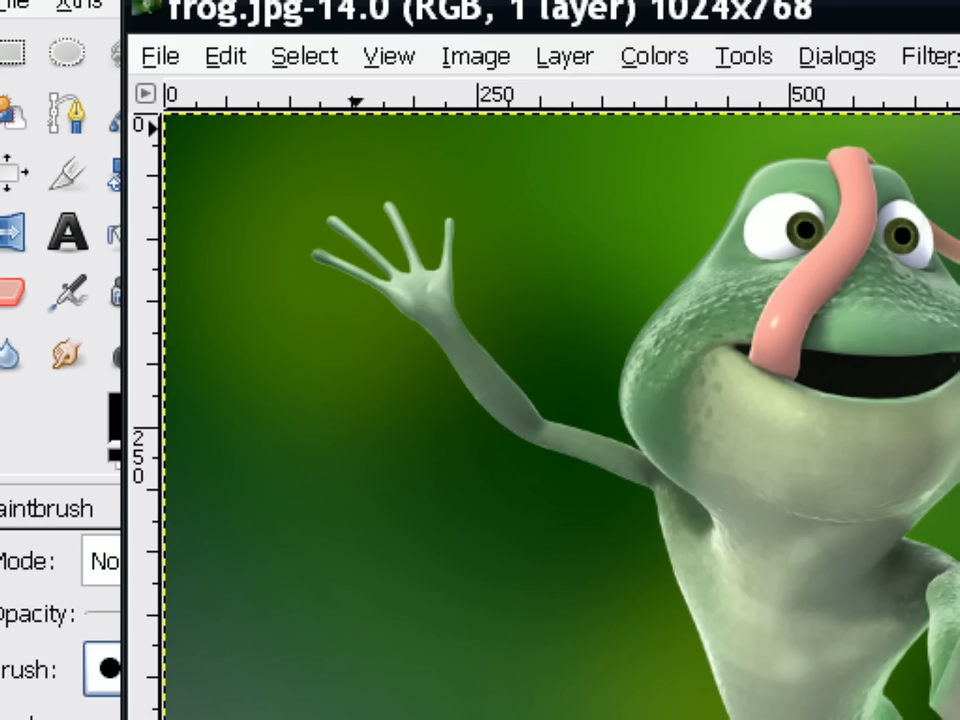 frog.jpg-14.0 (RGB, 1 layer) 1024x768
File Edit Select View Image Layer Colors Tools Dialogs Filters
0 250 500
0
250
aintbrush
Mode: No
Opacity:
rush: